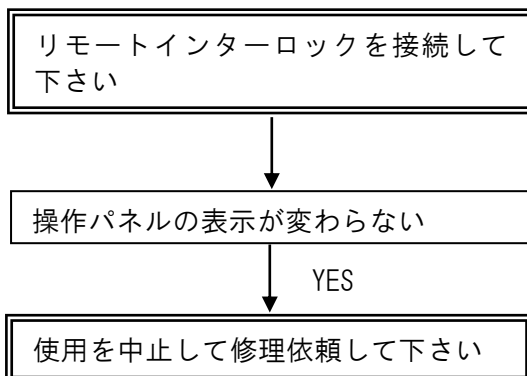 リモートインターロックを接続して
下さい
操作パネルの表示が変わらない
YES
使用を中止して修理依頼して下さい